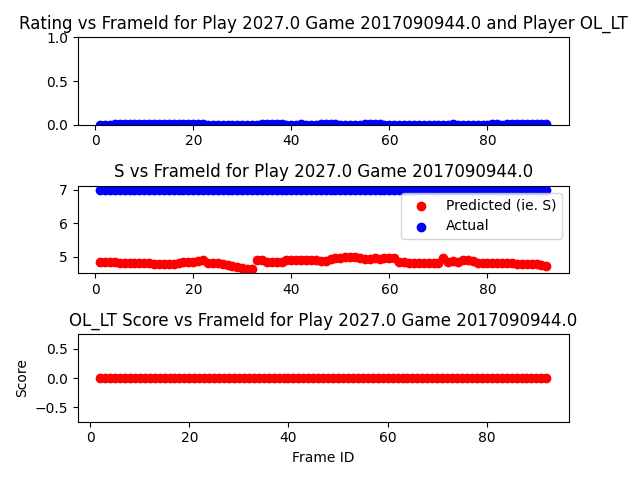 Rating vs FrameId for Play 2027.0 Game 2017090944.0 and Player OL_LT
1.0
0.5
0.0
0 20 40 60 80
S vs FrameId for Play 2027.0 Game 2017090944.0
7
6
5
Predicted (ie. S)
Actual
0 20 40 60 80
OL_LT Score vs FrameId for Play 2027.0 Game 2017090944.0
Score
0.5
0.0
−0.5
0 20 40 60 80
Frame ID